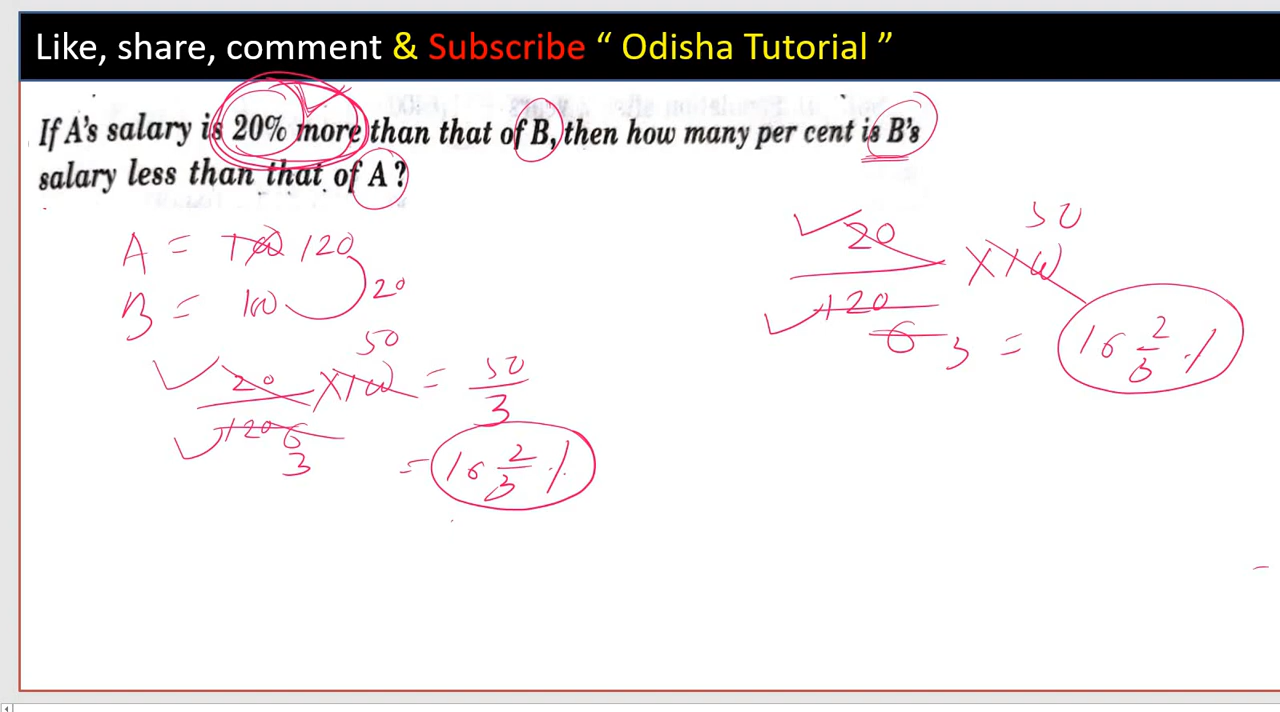 Like, share, comment & Subscribe “ Odisha Tutorial ”
If A's salary is 20% more than that of B, then how many per cent is B's
salary less than that of A ?
A = 100 120
B = 100
20
50
20
120 6
3
× 100 = 50/3
= 16 2/3 %
50
20
120
6 3
× 100
= 16 2/3 %